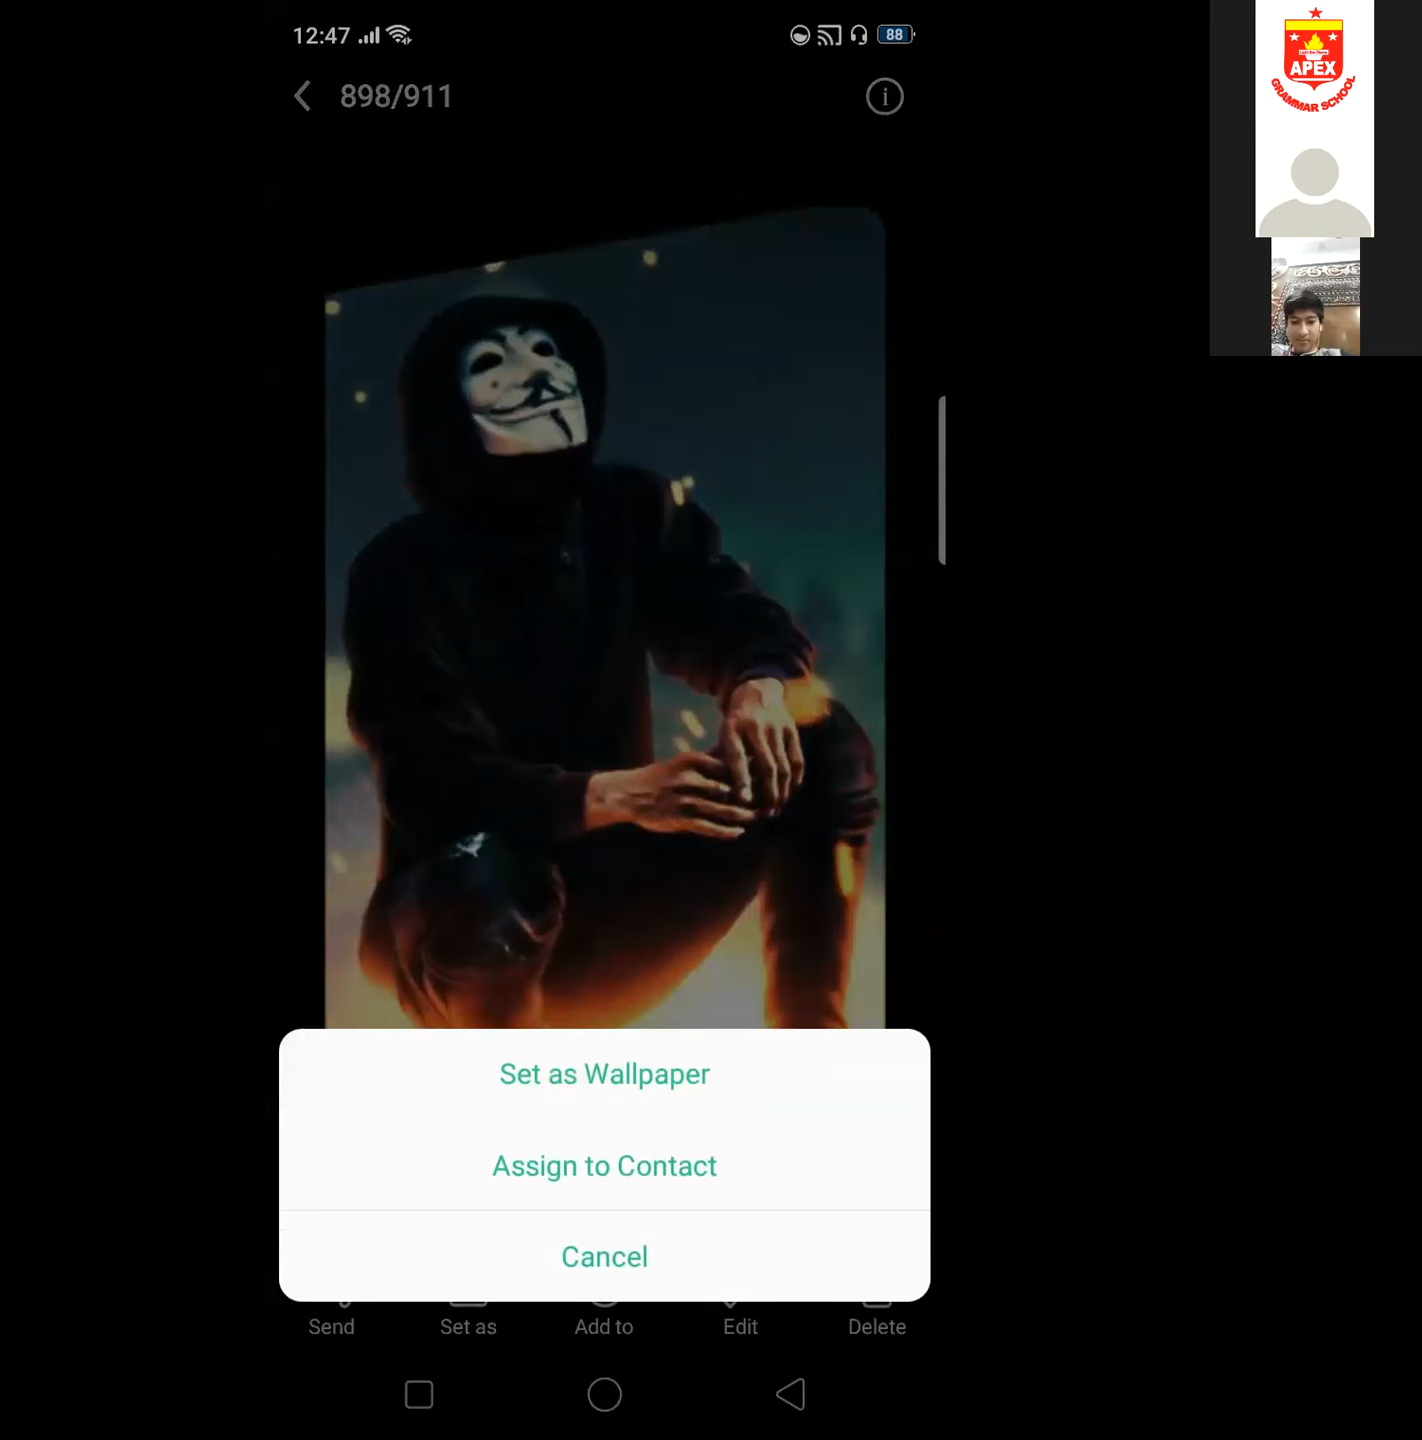 12:47
88
898/911
APEX
GRAMMAR SCHOOL
Set as Wallpaper
Assign to Contact
Cancel
Send
Set as
Add to
Edit
Delete